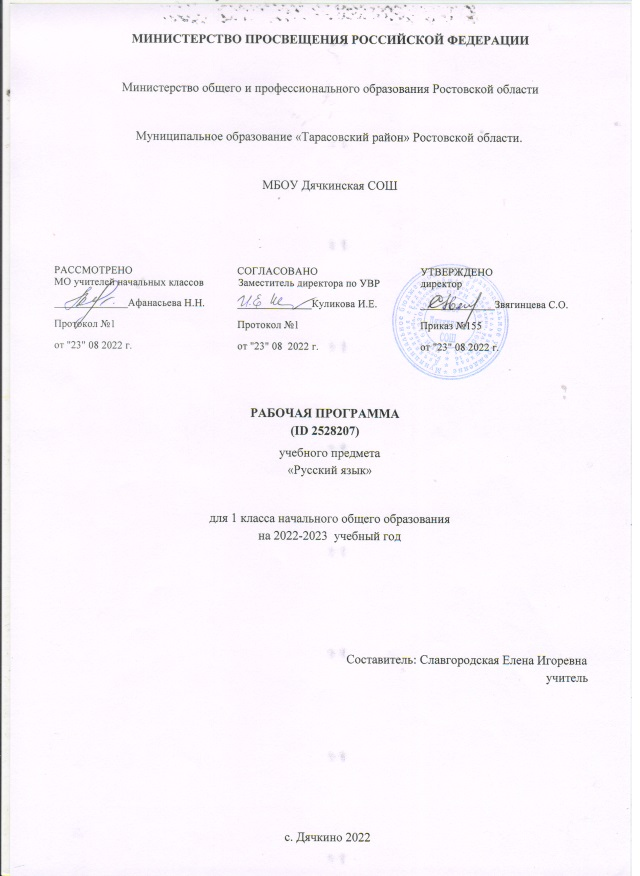 МИНИСТЕРСТВО ПРОСВЕЩЕНИЯ РОССИЙСКОЙ ФЕДЕРАЦИИ
Министерство общего и профессионального образования Ростовской области
Муниципальное образование «Тарасовский район» Ростовской области.
МБОУ Дячкинская СОШ
РАССМОТРЕНО
МО учителей начальных классов
Афанасьева Н.Н.
Протокол №1
от "23" 08 2022 г.
СОГЛАСОВАНО
Заместитель директора по УВР
Куликова И.Е.
Протокол №1
от "23" 08 2022 г.
УТВЕРЖДЕНО
директор
Звягинцева С.О.
Приказ №155
от "23" 08 2022 г.
СОШ
РАБОЧАЯ ПРОГРАММА
(ID 2528207)
учебного предмета
«Русский язык»
для 1 класса начального общего образования
на 2022-2023 учебный год
Составитель: Славгородская Елена Игоревна
учитель
с. Дячкино 2022